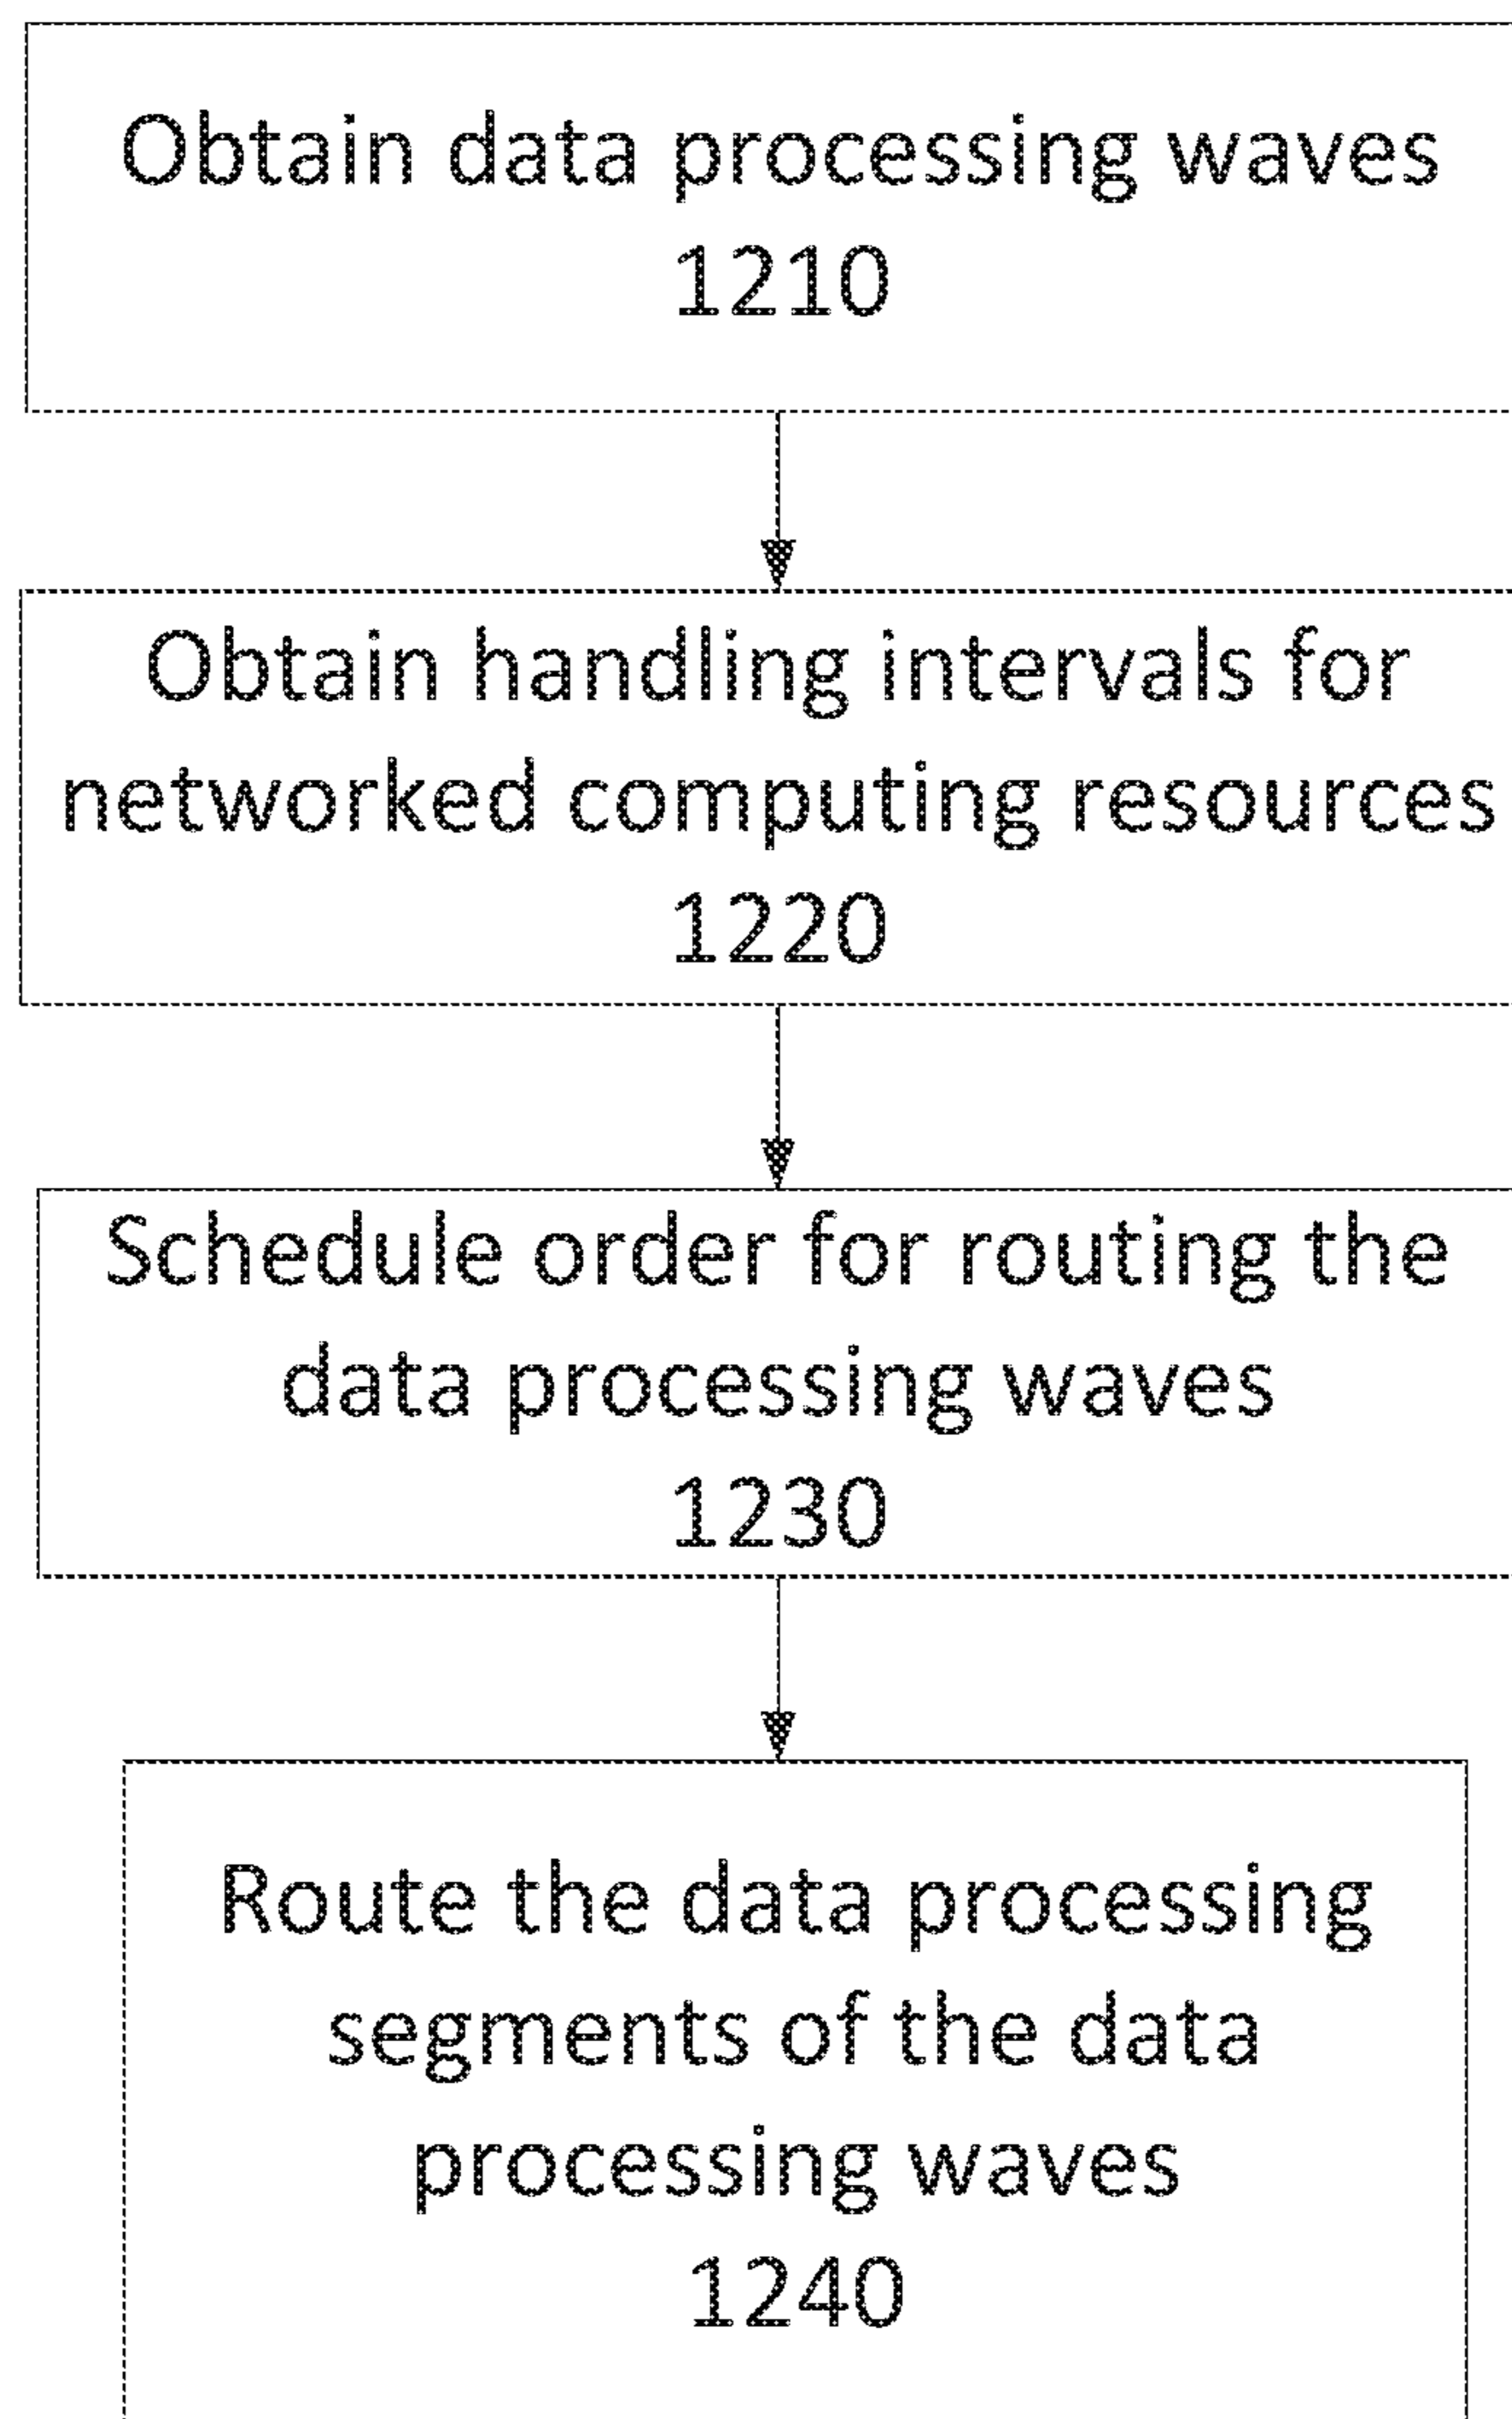 Obtain data processing waves
1210
Obtain handling intervals for
networked computing resources
1220
Schedule order for routing the
data processing waves
1230
Route the data processing
segments of the data
processing waves
1240